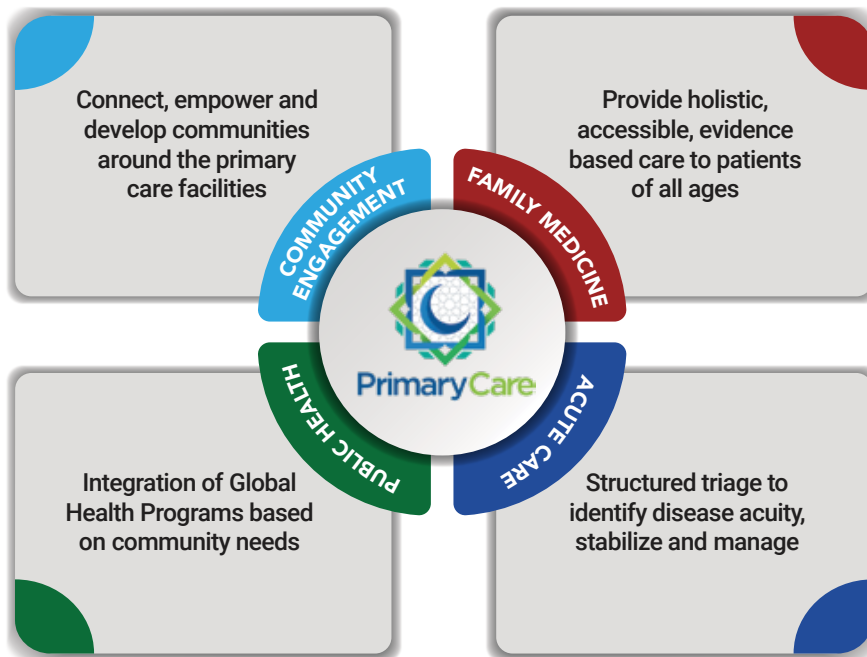 Connect, empower and
develop communities
around the primary
care facilities
Provide holistic,
accessible, evidence
based care to patients
of all ages
COMMUNITY
ENGAGEMENT
FAMILY MEDICINE
PrimaryCare
PUBLIC HEALTH
ACUTE CARE
Integration of Global
Health Programs based
on community needs
Structured triage to
identify disease acuity,
stabilize and manage